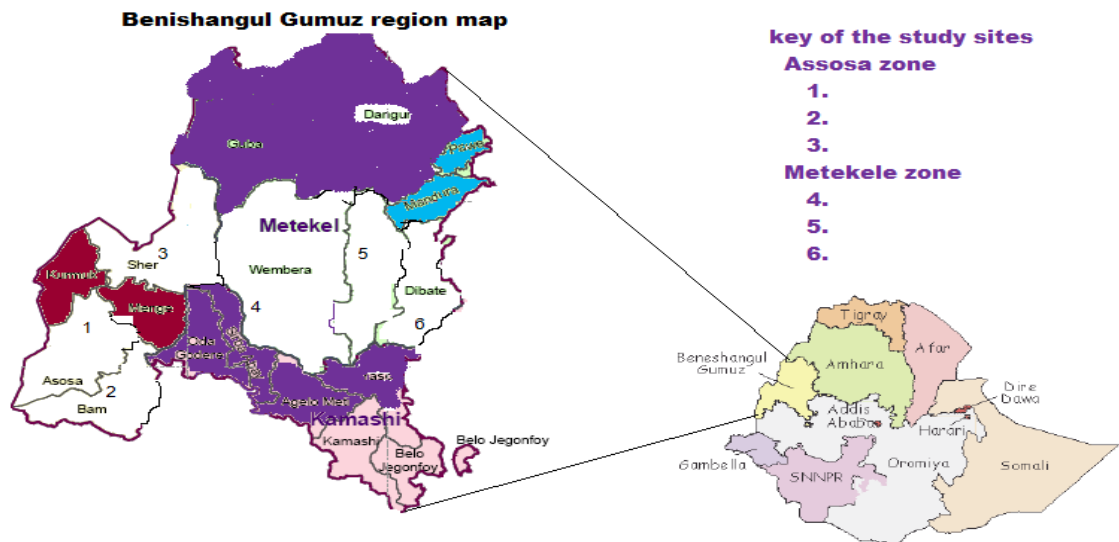 Benishangul Gumuz region map
key of the study sites
Assosa zone
1.
2.
3.
Metekele zone
4.
5.
6.
Dangur
Guba
Mandura
Metekel
3
Sher
5
Wembera
Dibate
4
6
1
Asosa
2
Bam
Agelo Meti
Kamashi
Kamashi
Belo
Jegonfoy
Belo Jegonfoy
Tigray
Afar
Beneshangul
Gumuz
Amhara
Dire
Dawa
Addis
Ababa
Harari
Gambella
Oromiya
Somali
SNNPR